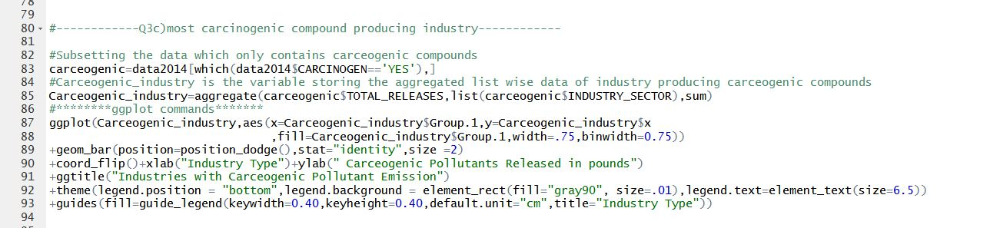 78
79
80 #------------Q3c)most carcinogenic compound producing industry------------
81
82 #Subsetting the data which only contains carceogenic compounds
83 carceogenic=data2014[which(data2014$CARCINOGEN=='YES'),]
84 #Carceogenic_industry is the variable storing the aggregated list wise data of industry producing carceogenic compounds
85 Carceogenic_industry=aggregate(carceogenic$TOTAL_RELEASES,list(carceogenic$INDUSTRY_SECTOR),sum)
86 #********ggplot commands*******
87 ggplot(Carceogenic_industry,aes(x=Carceogenic_industry$Group.1,y=Carceogenic_industry$x
88 ,fill=Carceogenic_industry$Group.1,width=.75,binwidth=0.75))
89 +geom_bar(position=position_dodge(),stat="identity",size =2)
90 +coord_flip()+xlab("Industry Type")+ylab(" Carceogenic Pollutants Released in pounds")
91 +ggtitle("Industries with Carceogenic Pollutant Emission")
92 +theme(legend.position = "bottom",legend.background = element_rect(fill="gray90", size=.01),legend.text=element_text(size=6.5))
93 +guides(fill=guide_legend(keywidth=0.40,keyheight=0.40,default.unit="cm",title="Industry Type"))
94